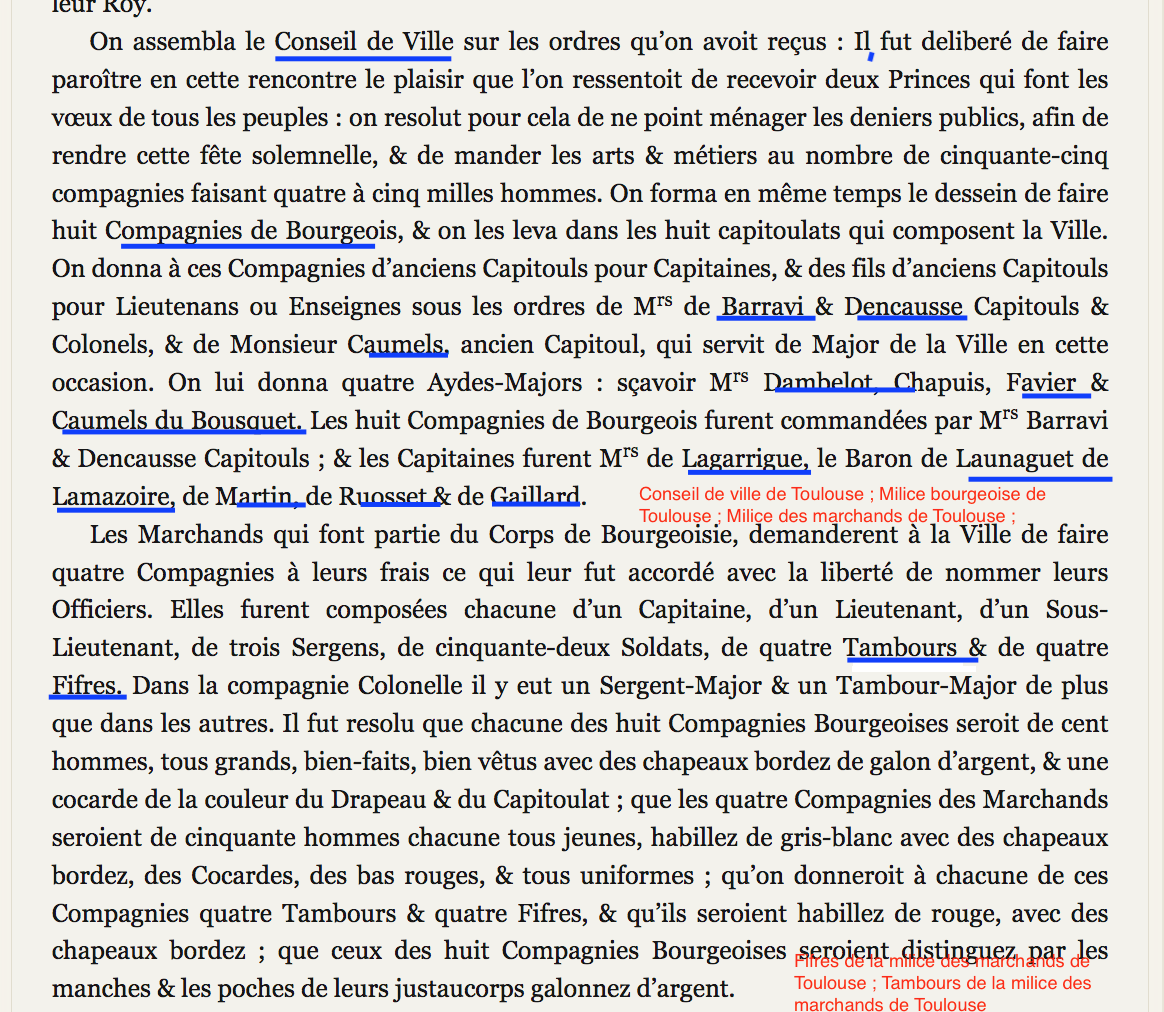 leur Roy.
On assembla le Conseil de Ville sur les ordres qu’on avoit reçus : Il fut deliberé de faire
paroître en cette rencontre le plaisir que l’on ressentoit de recevoir deux Princes qui font les
vœux de tous les peuples : on resolut pour cela de ne point ménager les deniers publics, afin de
rendre cette fête solemnelle, & de mander les arts & métiers au nombre de cinquante-cinq
compagnies faisant quatre à cinq milles hommes. On forma en même temps le dessein de faire
huit Compagnies de Bourgeois, & on les leva dans les huit capitoulats qui composent la Ville.
On donna à ces Compagnies d’anciens Capitouls pour Capitaines, & des fils d’anciens Capitouls
pour Lieutenans ou Enseignes sous les ordres de Mrs de Barravi & Dencausse Capitouls &
Colonels, & de Monsieur Caumels, ancien Capitoul, qui servit de Major de la Ville en cette
occasion. On lui donna quatre Aydes-Majors : sçavoir Mrs Dambelot, Chapuis, Favier &
Caumels du Bousquet. Les huit Compagnies de Bourgeois furent commandées par Mrs Barravi
& Dencausse Capitouls ; & les Capitaines furent Mrs de Lagarrigue, le Baron de Launaguet de
Lamazoire, de Martin, de Ruosset & de Gaillard.
Conseil de ville de Toulouse ; Milice bourgeoise de
Toulouse ; Milice des marchands de Toulouse ;
Les Marchands qui font partie du Corps de Bourgeoisie, demanderent à la Ville de faire
quatre Compagnies à leurs frais ce qui leur fut accordé avec la liberté de nommer leurs
Officiers. Elles furent composées chacune d’un Capitaine, d’un Lieutenant, d’un Sous-
Lieutenant, de trois Sergens, de cinquante-deux Soldats, de quatre Tambours & de quatre
Fifres. Dans la compagnie Colonelle il y eut un Sergent-Major & un Tambour-Major de plus
que dans les autres. Il fut resolu que chacune des huit Compagnies Bourgeoises seroit de cent
hommes, tous grands, bien-faits, bien vêtus avec des chapeaux bordez de galon d’argent, & une
cocarde de la couleur du Drapeau & du Capitoulat ; que les quatre Compagnies des Marchands
seroient de cinquante hommes chacune tous jeunes, habillez de gris-blanc avec des chapeaux
bordez, des Cocardes, des bas rouges, & tous uniformes ; qu’on donneroit à chacune de ces
Compagnies quatre Tambours & quatre Fifres, & qu’ils seroient habillez de rouge, avec des
chapeaux bordez ; que ceux des huit Compagnies Bourgeoises seroient distinguez par les
manches & les poches de leurs justaucorps galonnez d’argent.
Fifres de la milice des marchands de
Toulouse ; Tambours de la milice des
marchands de Toulouse